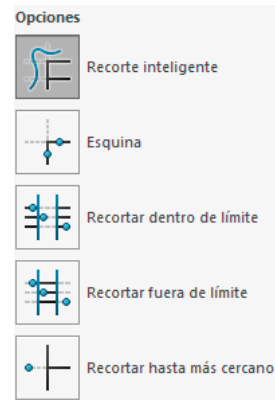 Opciones
Recorte inteligente
Esquina
Recortar dentro de límite
Recortar fuera de límite
Recortar hasta más cercano